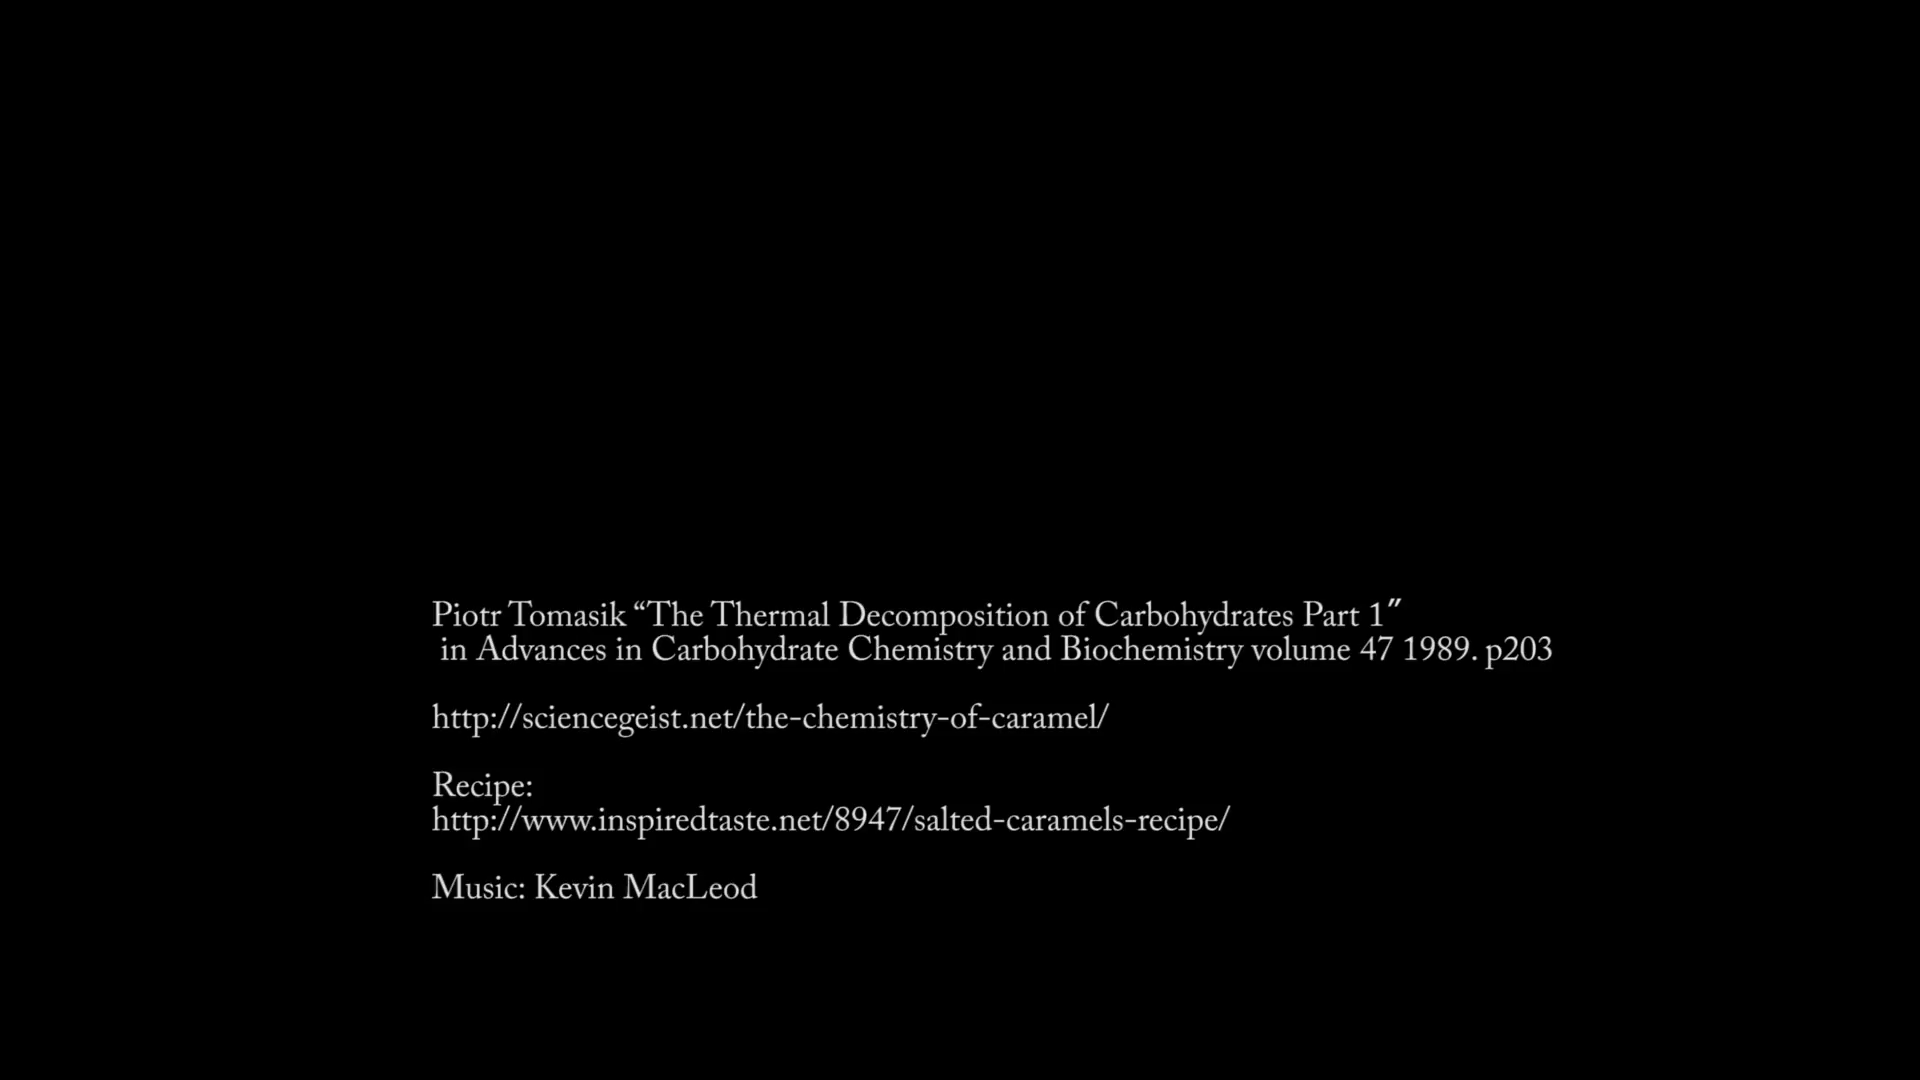 Piotr Tomasik “The Thermal Decomposition of Carbohydrates Part 1″
in Advances in Carbohydrate Chemistry and Biochemistry volume 47 1989. p203
http://sciencegeist.net/the-chemistry-of-caramel/
Recipe:
http://www.inspiredtaste.net/8947/salted-caramels-recipe/
Music: Kevin MacLeod